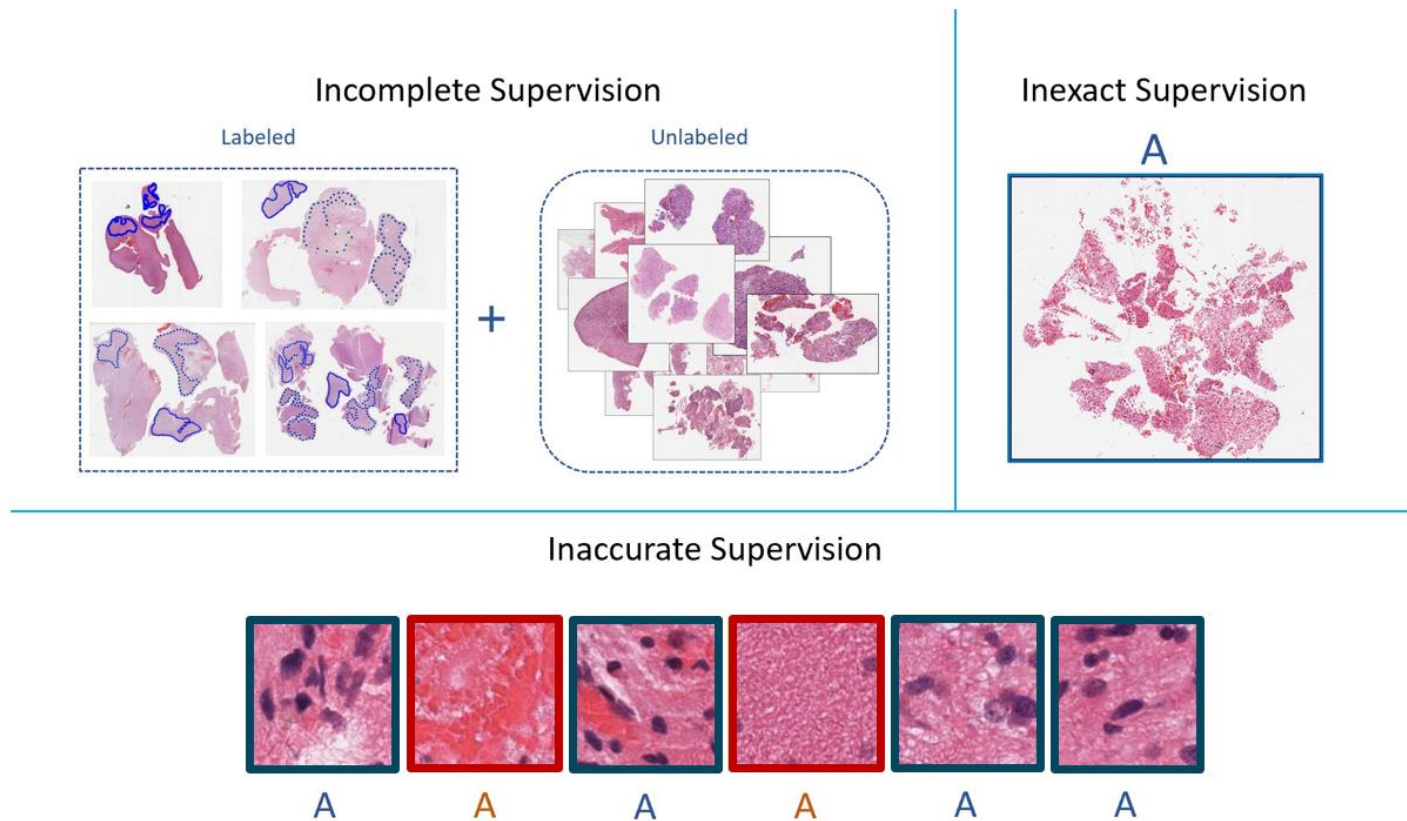 Incomplete Supervision
Labeled
Unlabeled
+
Inexact Supervision
A
Inaccurate Supervision
A
A
A
A
A
A